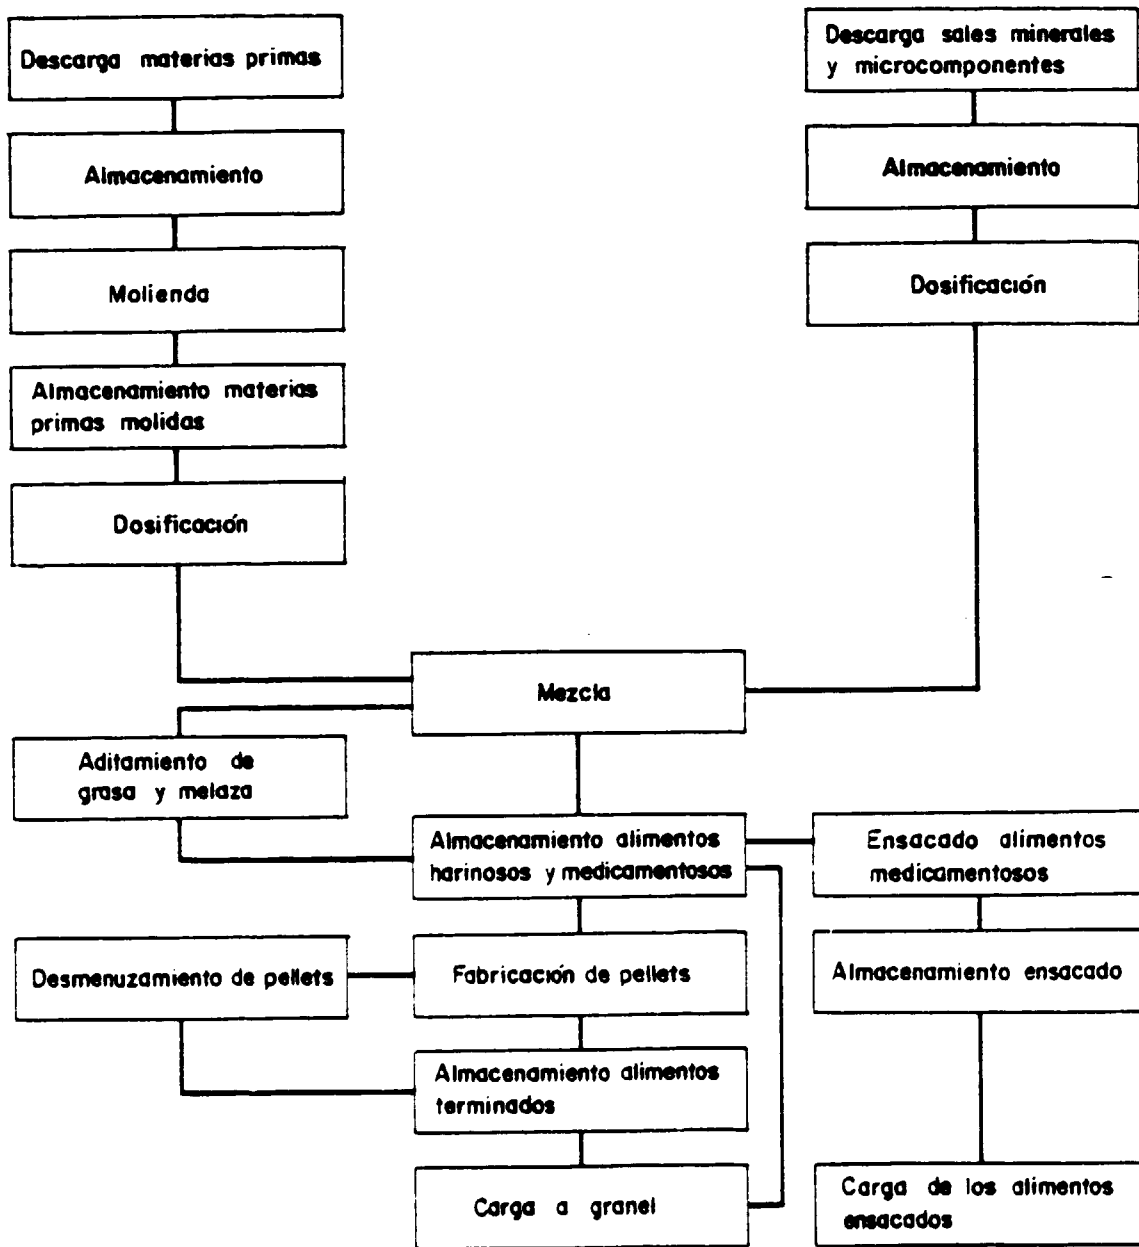 Descarga materias primas
Almacenamiento
Molienda
Almacenamiento materias
primas molidas
Dosificación
Descarga sales minerales
y microcomponentes
Almacenamiento
Dosificación
Mezcla
Aditamiento de
grasa y melaza
Almacenamiento alimentos
harinosos y medicamentosos
Ensacado alimentos
medicamentosos
Desmenuzamiento de pellets
Fabricación de pellets
Almacenamiento ensacado
Almacenamiento alimentos
terminados
Carga a granel
Carga de los alimentos
ensacados